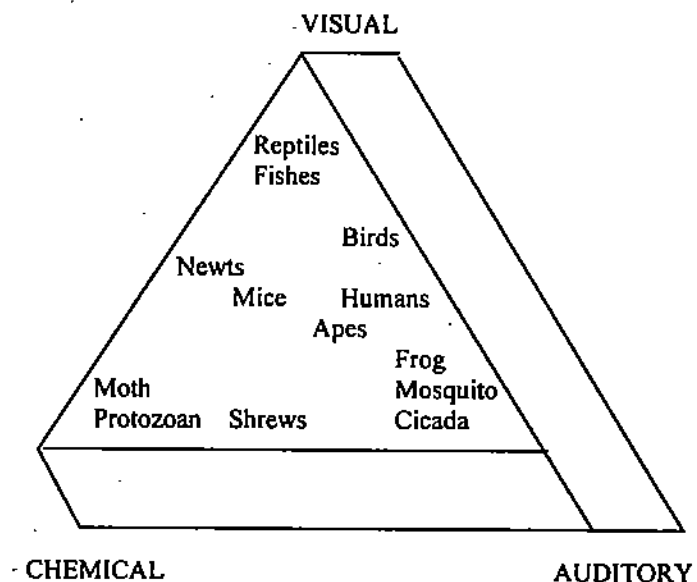 VISUAL
Reptiles
Fishes
Birds
Newts
Mice
Humans
Apes
Frog
Mosquito
Cicada
Moth
Protozoan
Shrews
CHEMICAL
AUDITORY